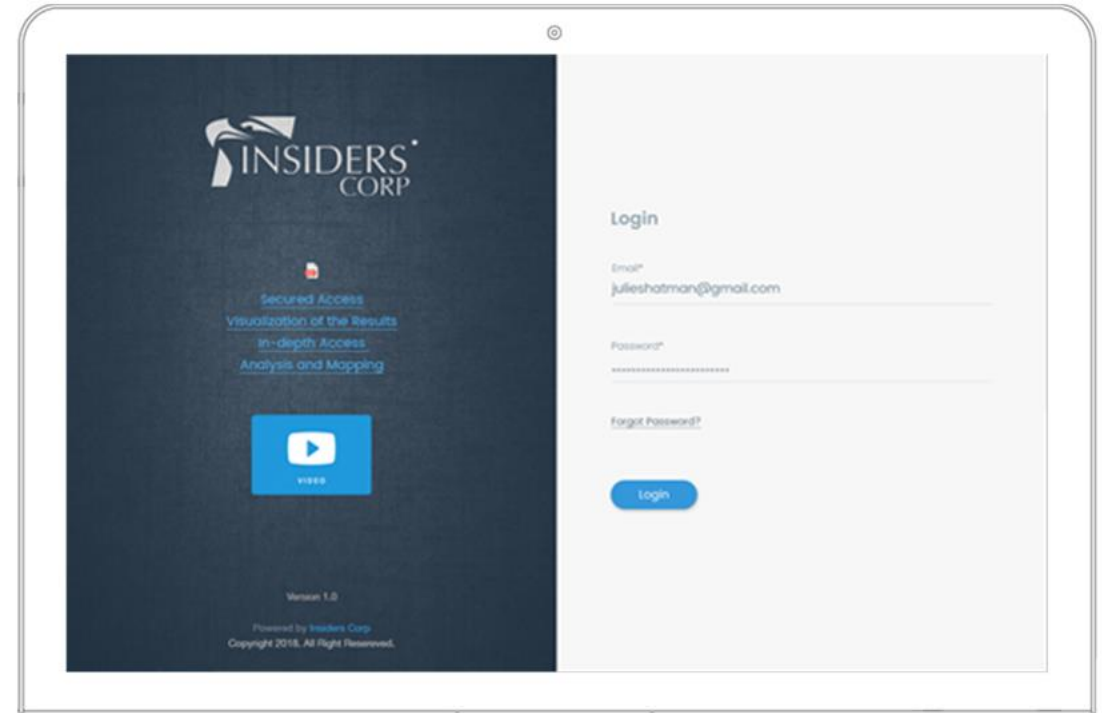 INSIDERS
CORP
Secured Access
Visualization of the Results
In-depth Access
Analysis and Mapping
VIDEO
Version 1.0
Powered by Insiders Corp
Copyright 2018. All Right Resereved.
Login
Email*
julieshatman@gmail.com
Password*
Forgot Password?
Login